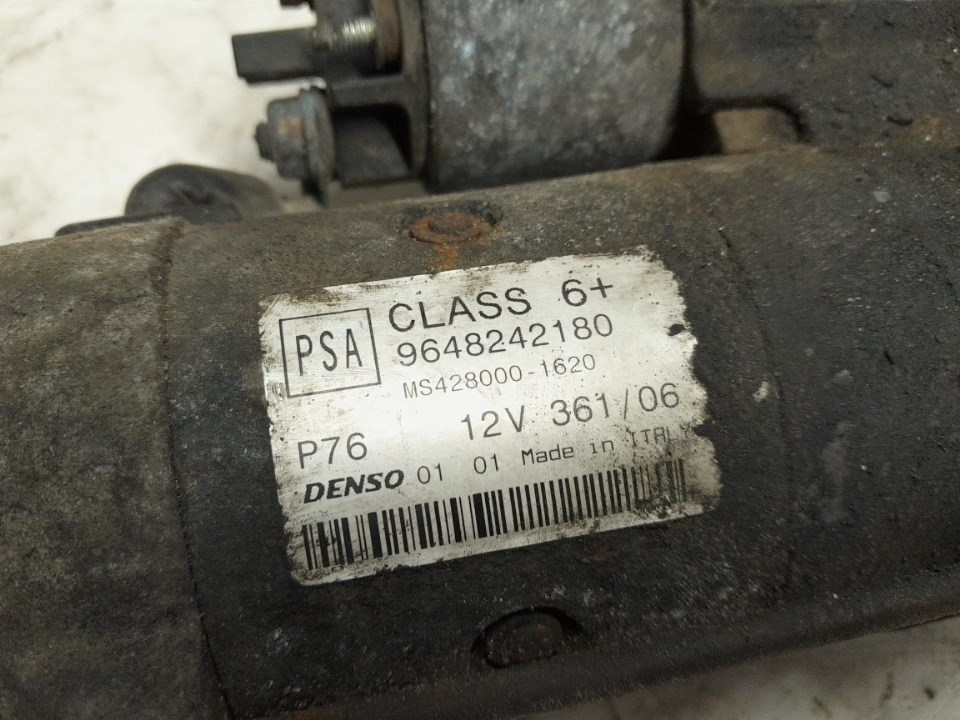 PSA
CLASS 6+
9648242180
MS428000-1620
P76 12V 361/06
DENSO 01 01 Made in ITALY